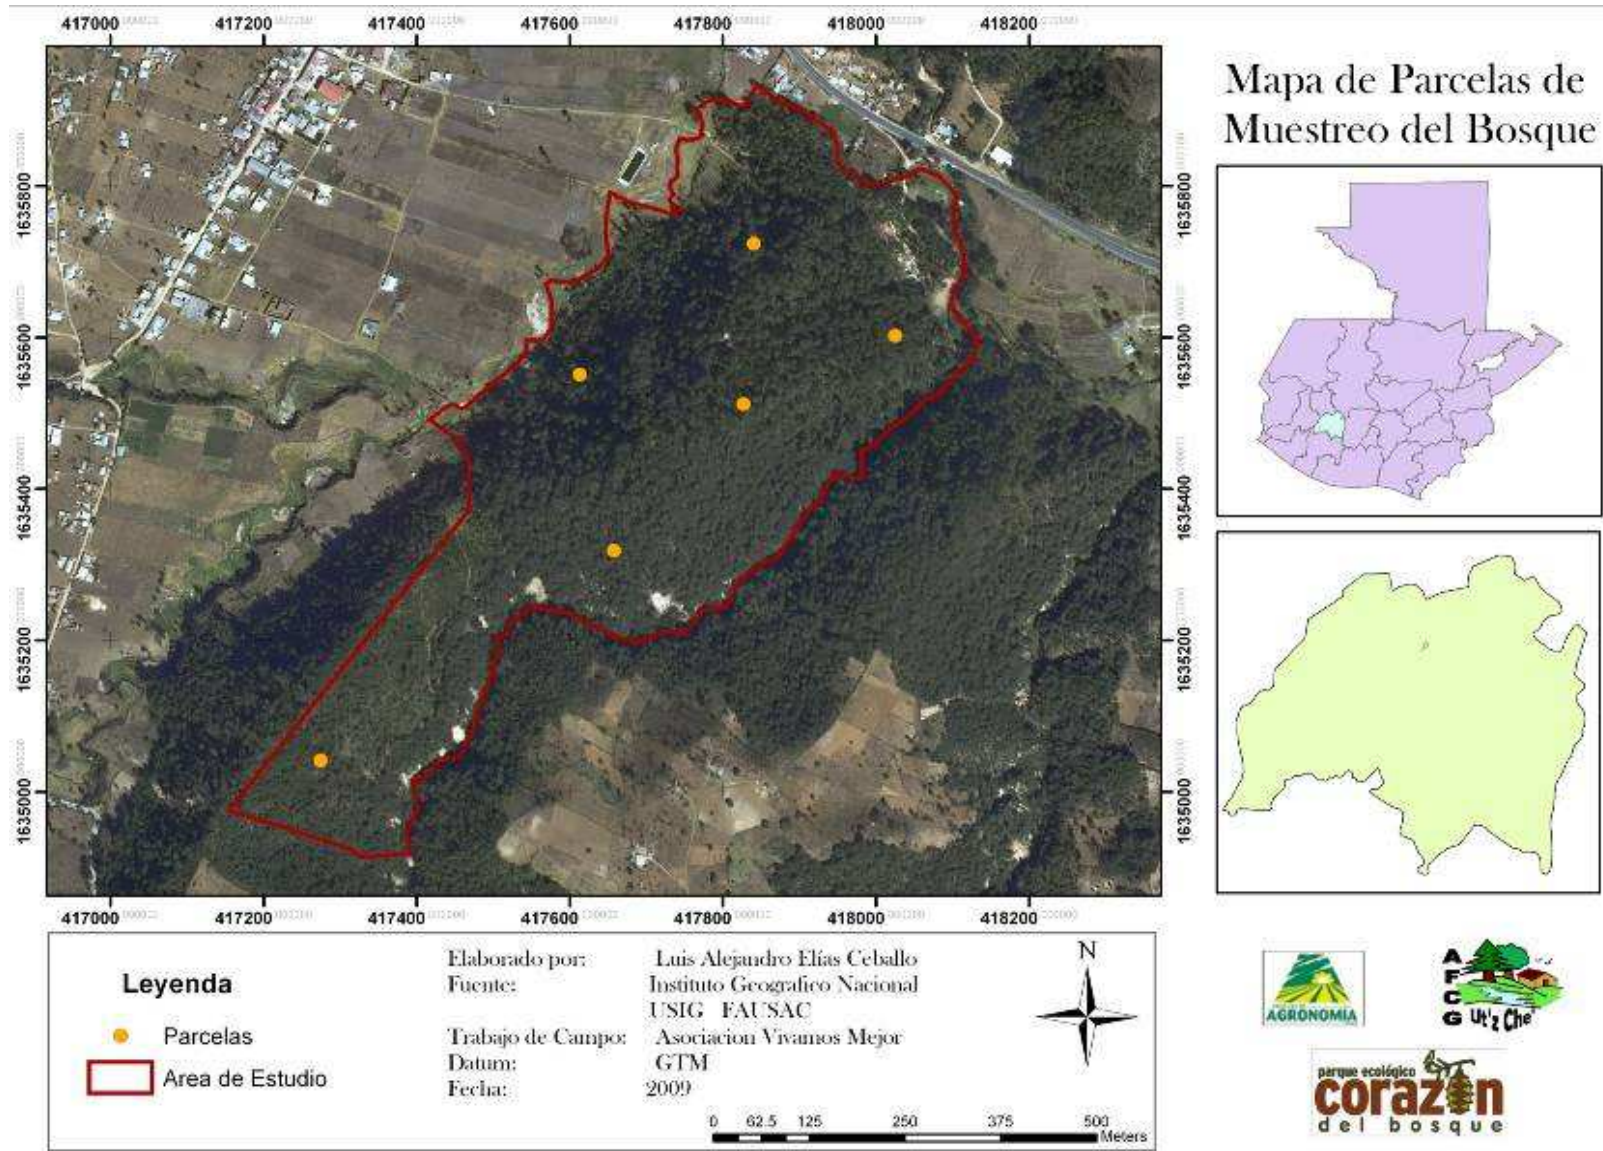 417000 417200 417400 417600 417800 418000 418200
Mapa de Parcelas de
Muestreo del Bosque
1635800 1635800
1635600 1635600
1635400 1635400
1635200 1635200
1635000 1635000
417000 417200 417400 417600 417800 418000 418200
Leyenda
Parcelas
Area de Estudio
Elaborado por: Luis Alejandro Elías Ceballo
Fuente: Instituto Geografico Nacional
USIG FAUSAC
Trabajo de Campo: Asociacion Vivamos Mejor
Datum: GTM
Fecha: 2009
N
0 62.5 125 250 375 500
Meters
AGRONOMIA
AFCG
Ut'z Che'
parque ecológico
corazón
del bosque